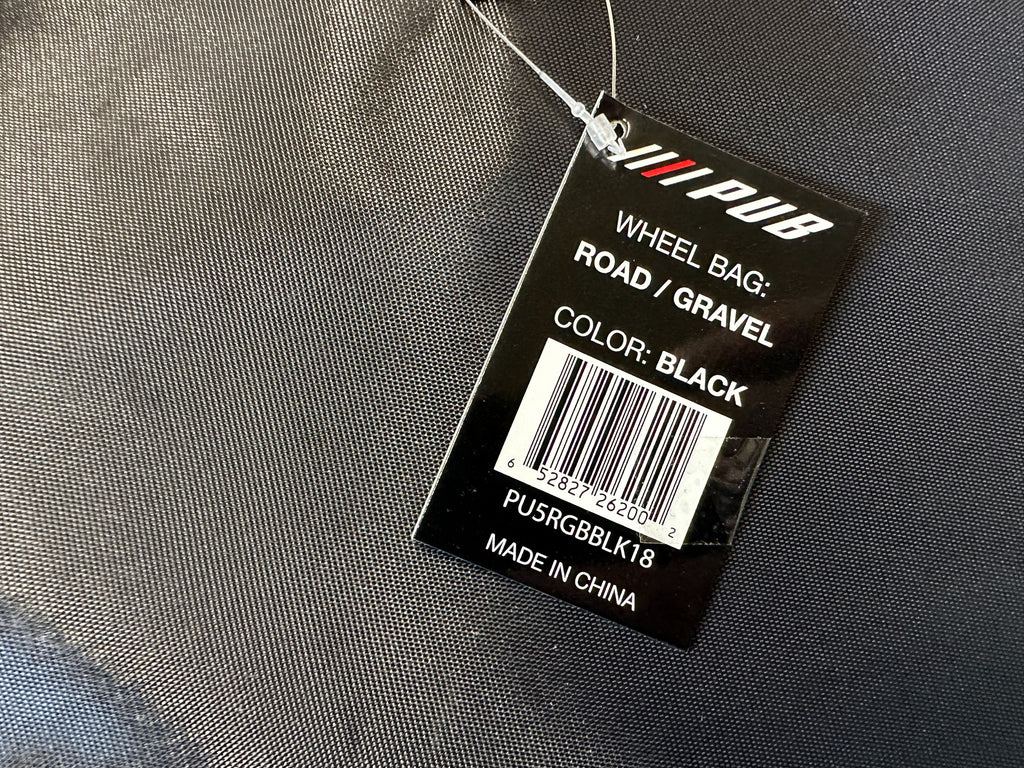 PUB
WHEEL BAG:
ROAD / GRAVEL
COLOR: BLACK
6 52827 26200 2
PU5RGBBLK18
MADE IN CHINA